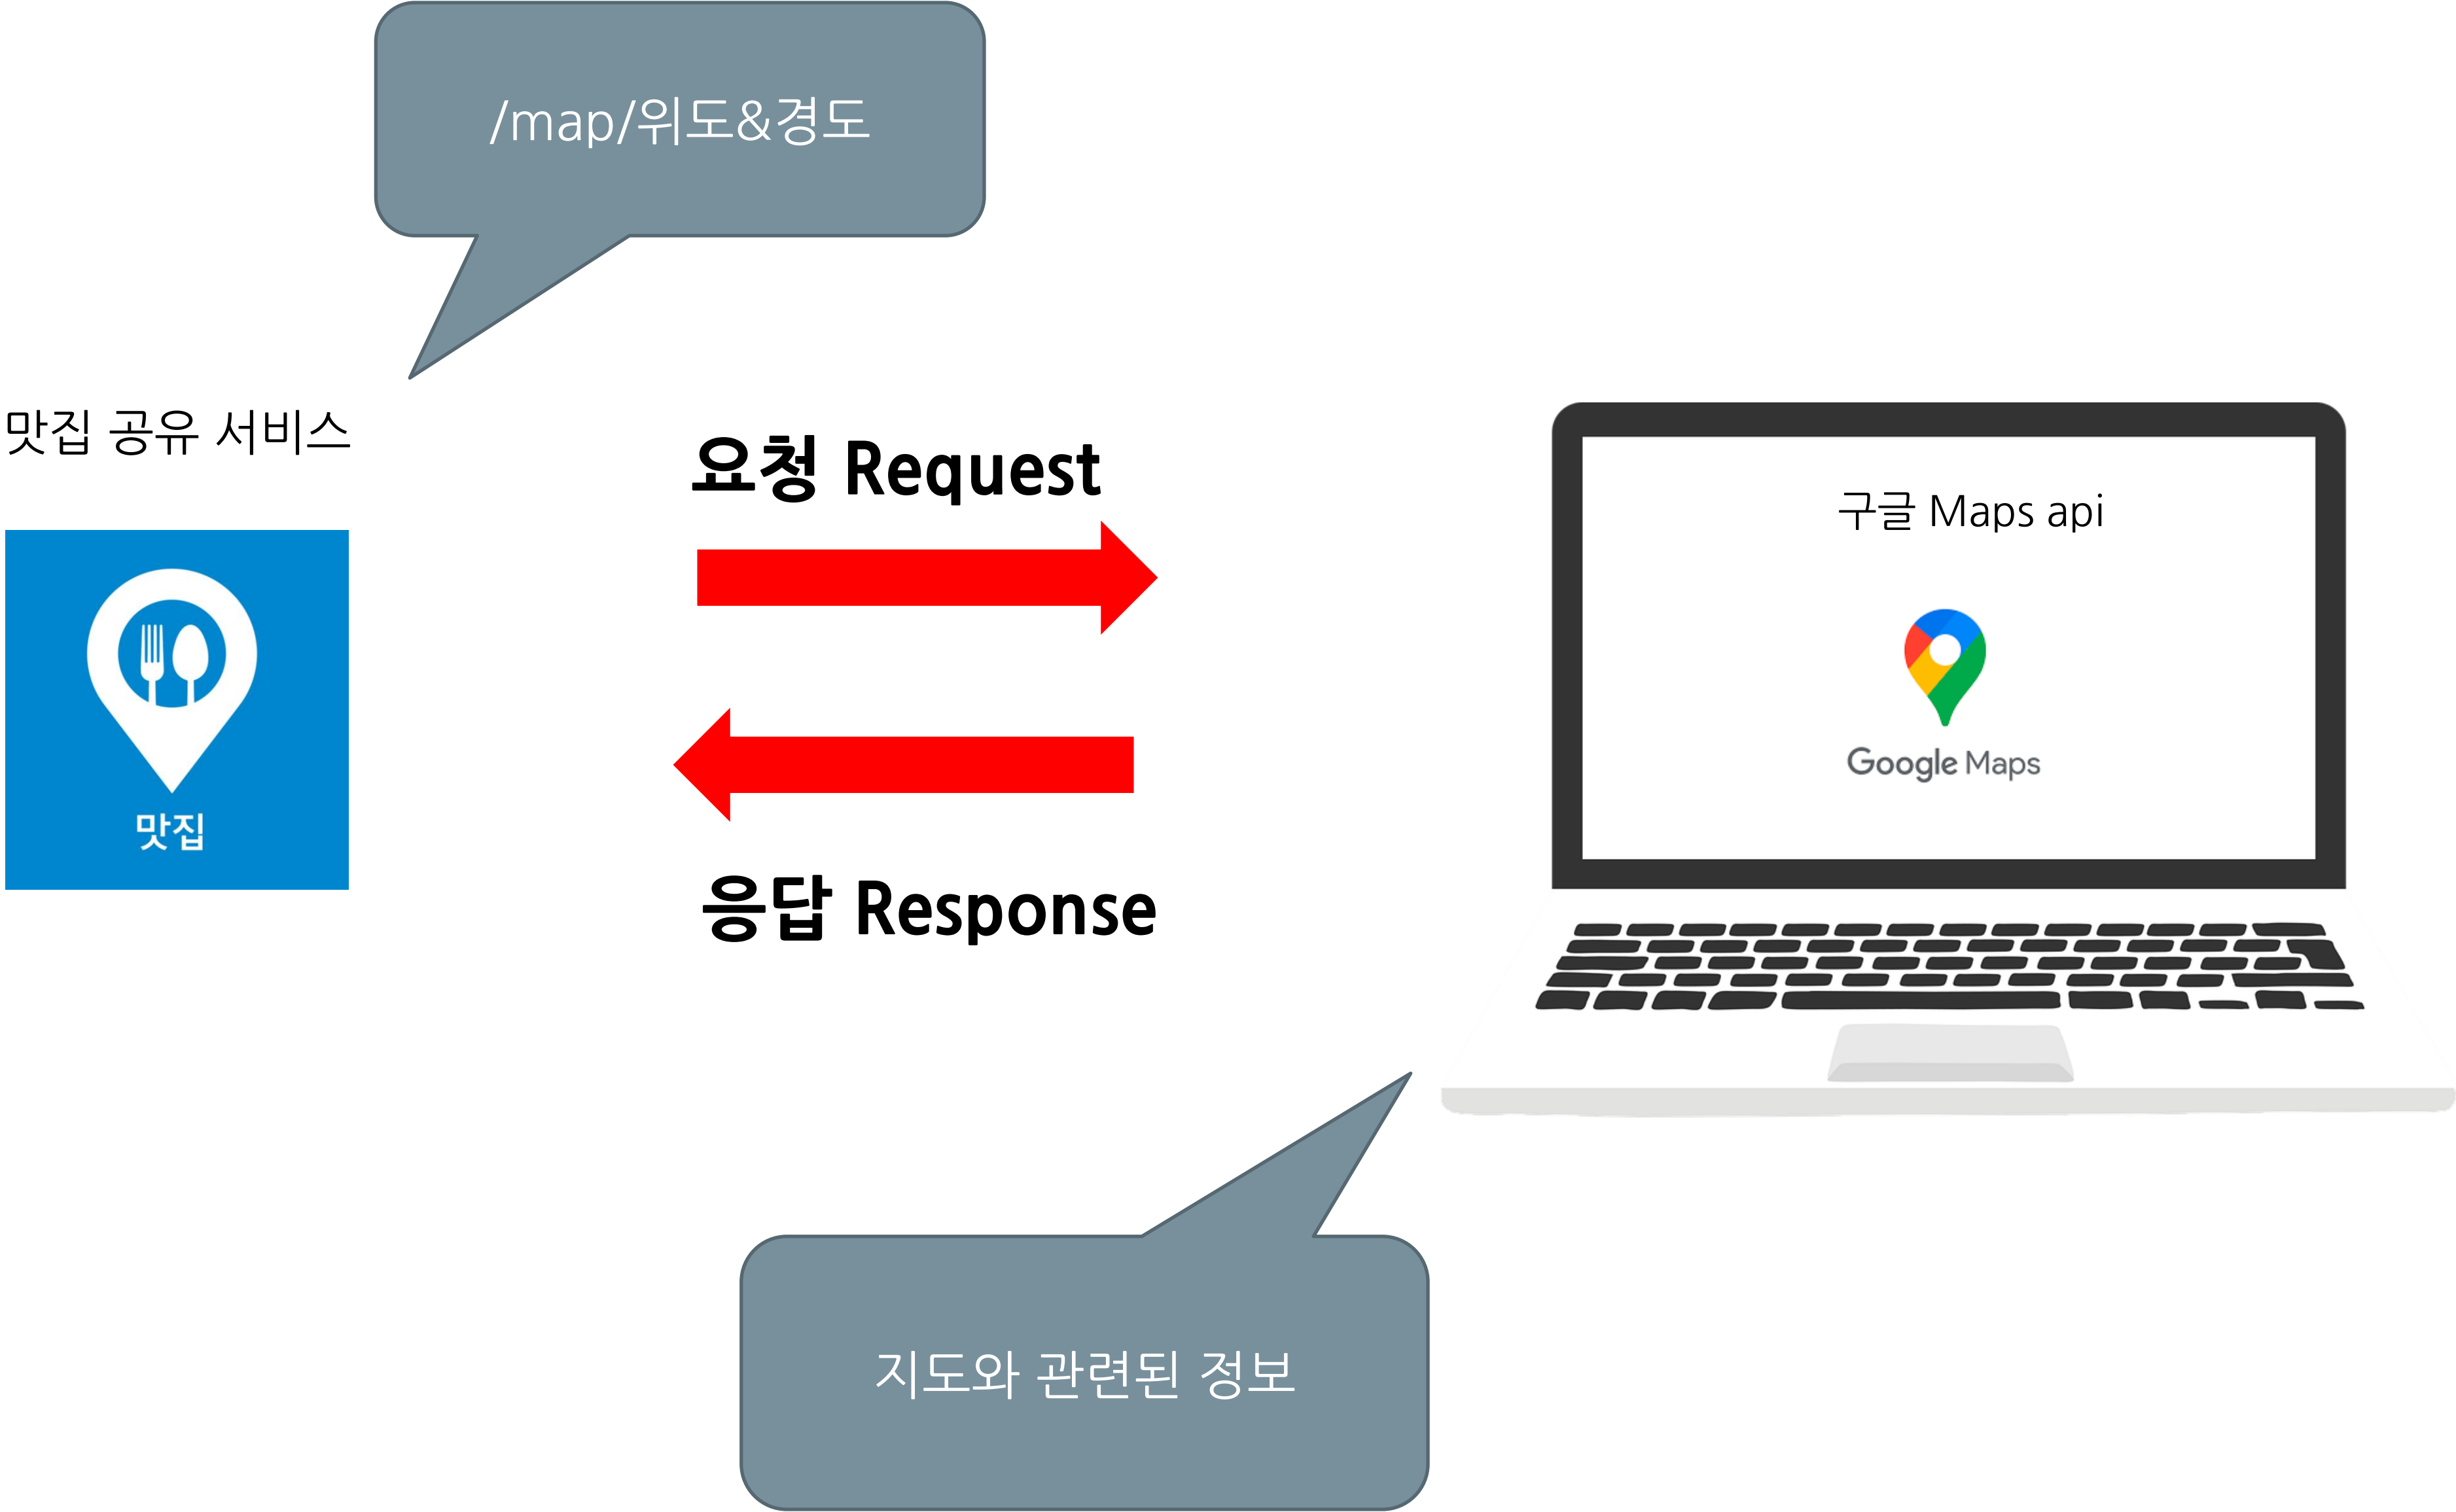 /map/위도&경도
맛집 공유 서비스
요청 Request
구글 Maps api
Google Maps
맛집
응답 Response
지도와 관련된 정보